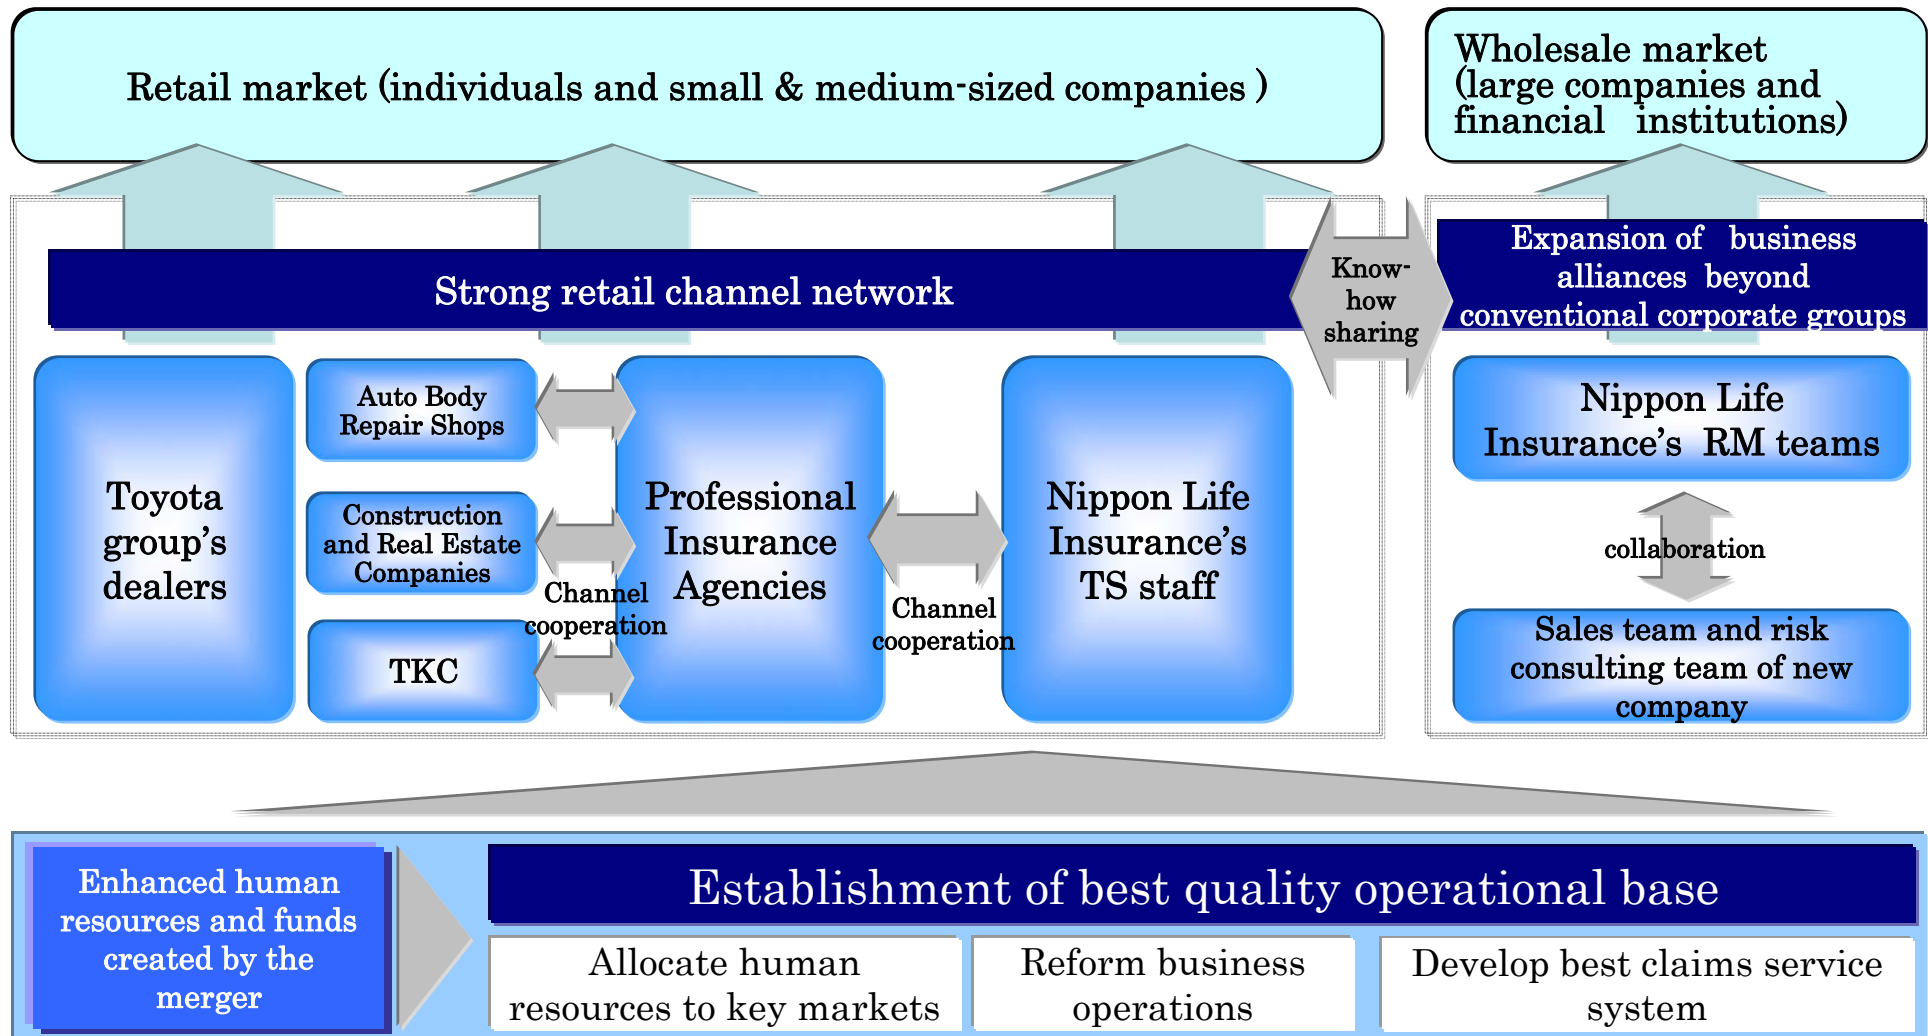 Retail market (individuals and small & medium-sized companies )
Wholesale market
(large companies and
financial institutions)
Strong retail channel network
Know-
how
sharing
Expansion of business
alliances beyond
conventional corporate groups
Toyota
group's
dealers
Auto Body
Repair Shops
Construction
and Real Estate
Companies
TKC
Channel
cooperation
Professional
Insurance
Agencies
Channel
cooperation
Nippon Life
Insurance's
TS staff
Nippon Life
Insurance's RM teams
collaboration
Sales team and risk
consulting team of new
company
Enhanced human
resources and funds
created by the
merger
Establishment of best quality operational base
Allocate human
resources to key markets
Reform business
operations
Develop best claims service
system